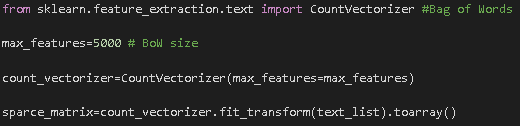 from sklearn.feature_extraction.text import CountVectorizer #Bag of Words
max_features=5000 # BoW size
count_vectorizer=CountVectorizer(max_features=max_features)
sparce_matrix=count_vectorizer.fit_transform(text_list).toarray()